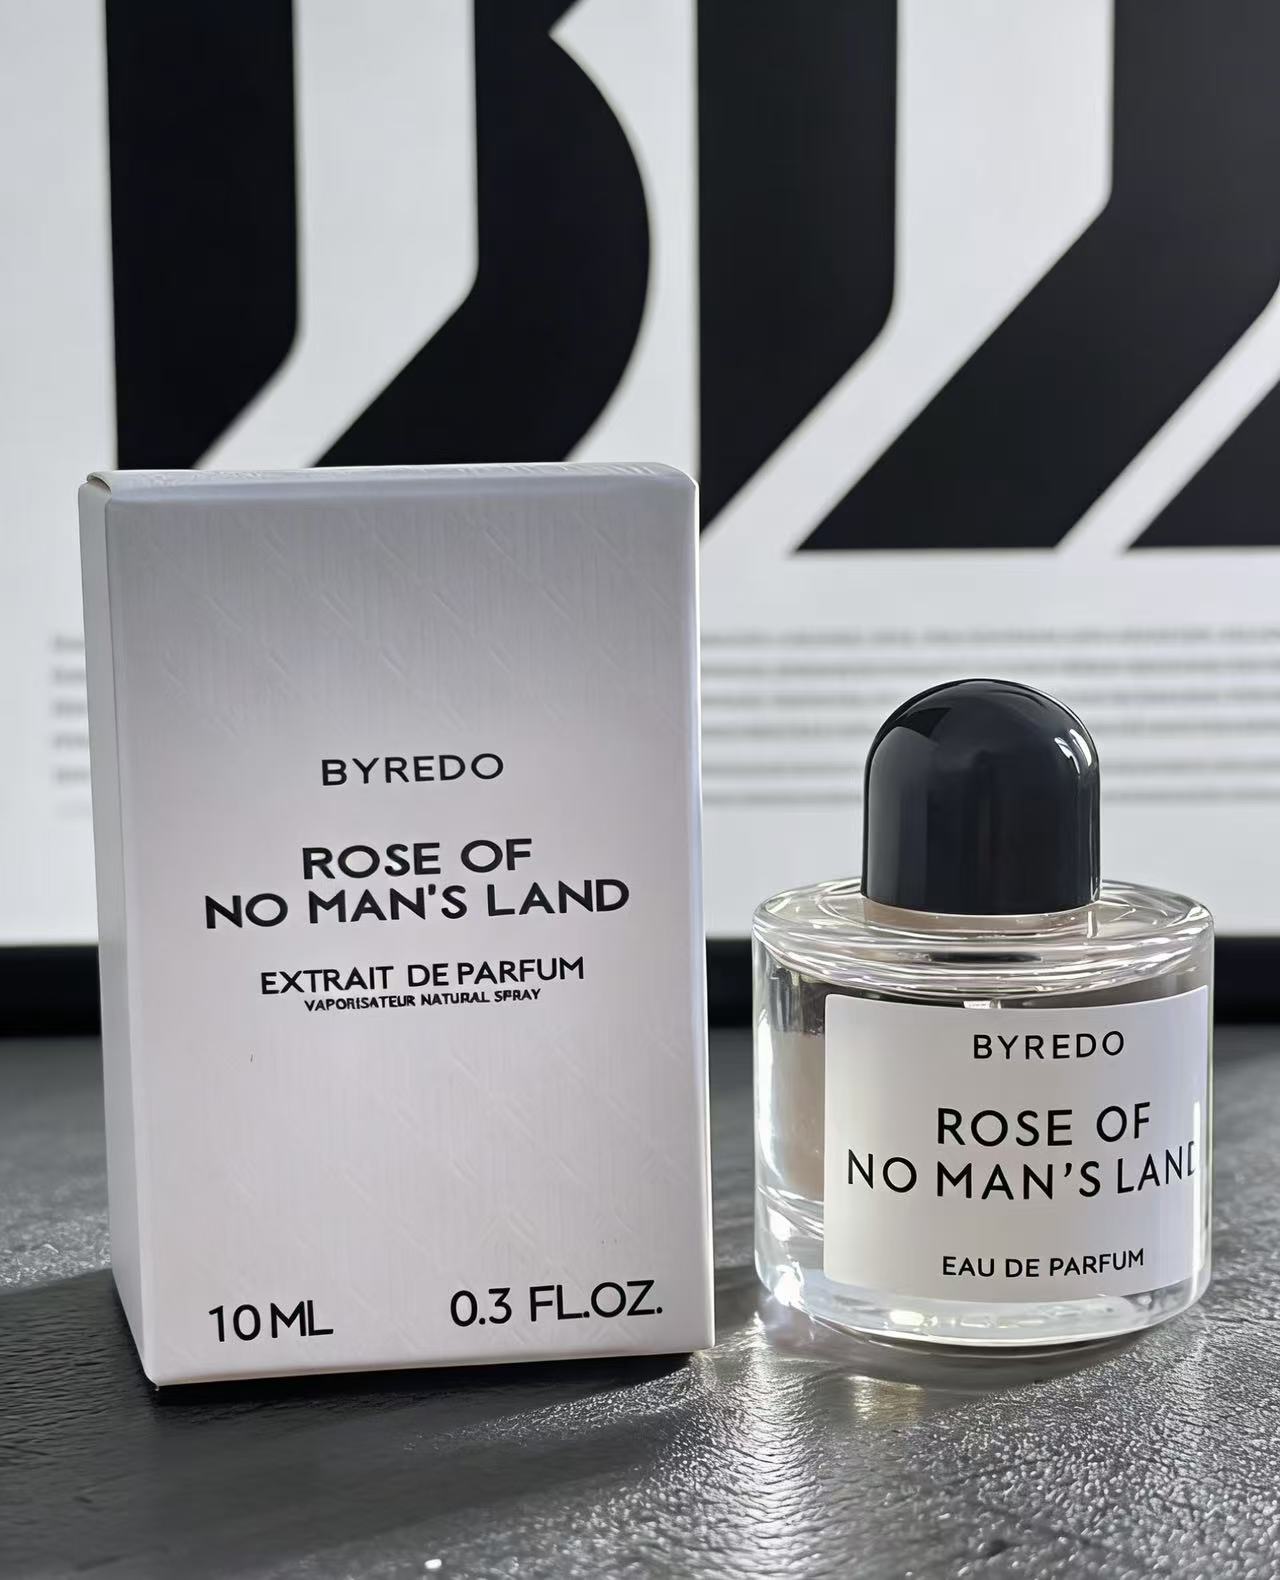 BYREDO
ROSE OF
NO MAN'S LAND
EXTRAIT DE PARFUM
VAPORISATEUR NATURAL SPRAY
10 ML
0.3 FL.OZ.
BYREDO
ROSE OF
NO MAN'S LAND
EAU DE PARFUM